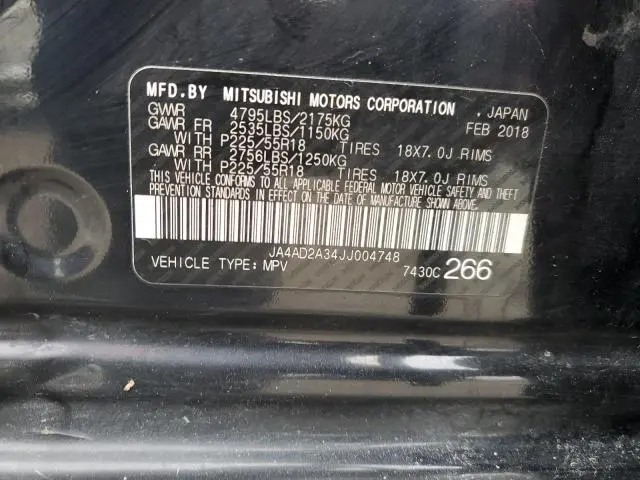 MFD.BY MITSUBISHI MOTORS CORPORATION , JAPAN
GVWR 4795LBS/2175KG FEB 2018
GAWR FR 2535LBS/1150KG
WITH P225/55R18 TIRES 18X7.0J RIMS
GAWR RR 2756LBS/1250KG
WITH P225/55R18 TIRES 18X7.0J RIMS
THIS VEHICLE CONFORMS TO ALL APPLICABLE FEDERAL MOTOR VEHICLE SAFETY AND THEFT
PREVENTION STANDARDS IN EFFECT ON THE DATE OF MANUFACTURE SHOWN ABOVE.
JA4AD2A34JJ004748
VEHICLE TYPE: MPV 7430C 266